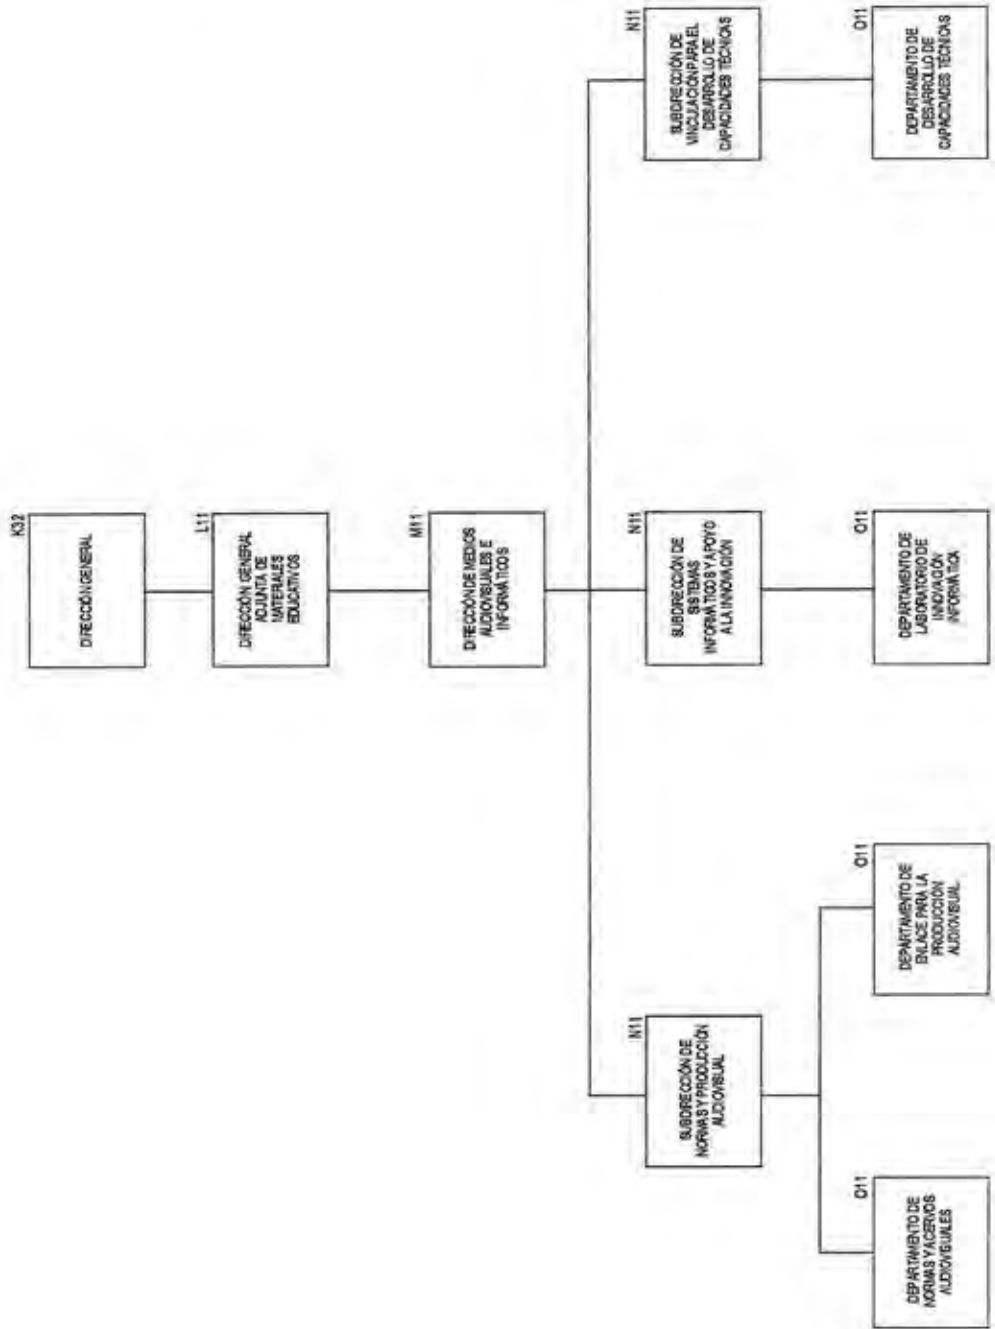 K32
DIRECCIÓN GENERAL
L11
DIRECCIÓN GENERAL
ADJUNTA DE
MATERIALES
EDUCATIVOS
M11
DIRECCIÓN DE MEDIOS
AUDIOVISUALES E
INFORMÁTICOS
N11
SUBDIRECCIÓN DE
NORMAS Y PRODUCCIÓN
AUDIOVISUAL
N11
SUBDIRECCIÓN DE
SISTEMAS
INFORMÁTICOS Y APOYO
A LA INNOVACIÓN
N11
SUBDIRECCIÓN DE
VINCULACIÓN PARA EL
DESARROLLO DE
CAPACIDADES TÉCNICAS
O11
DEPARTAMENTO DE
NORMAS Y ACERVOS
AUDIOVISUALES
O11
DEPARTAMENTO DE
ENLACE PARA LA
PRODUCCIÓN
AUDIOVISUAL
O11
DEPARTAMENTO DE
LABORATORIO DE
INNOVACIÓN
INFORMÁTICA
O11
DEPARTAMENTO DE
DESARROLLO DE
CAPACIDADES TÉCNICAS